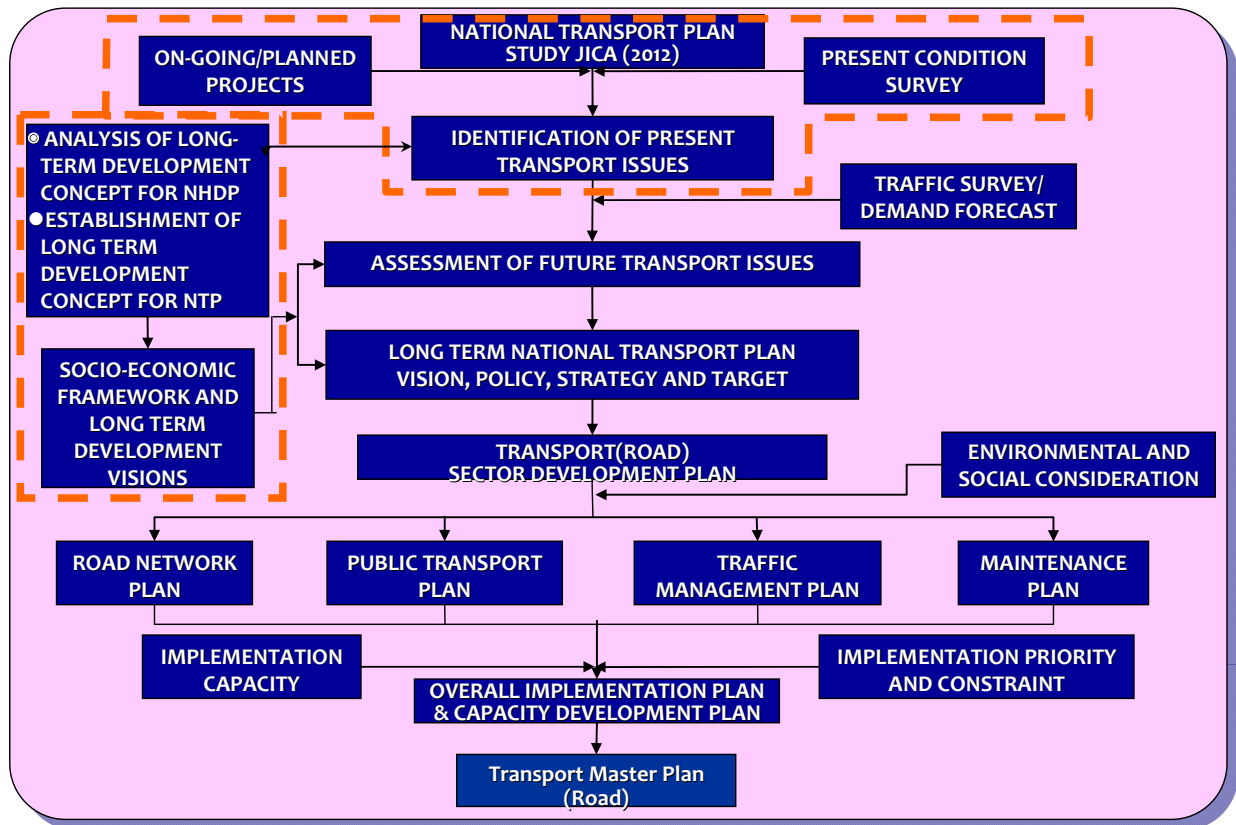 NATIONAL TRANSPORT PLAN
STUDY JICA (2012)
ON-GOING/PLANNED
PROJECTS
PRESENT CONDITION
SURVEY
◎ ANALYSIS OF LONG-
TERM DEVELOPMENT
CONCEPT FOR NHDP
●ESTABLISHMENT OF
LONG TERM
DEVELOPMENT
CONCEPT FOR NTP
IDENTIFICATION OF PRESENT
TRANSPORT ISSUES
TRAFFIC SURVEY/
DEMAND FORECAST
ASSESSMENT OF FUTURE TRANSPORT ISSUES
SOCIO-ECONOMIC
FRAMEWORK AND
LONG TERM
DEVELOPMENT
VISIONS
LONG TERM NATIONAL TRANSPORT PLAN
VISION, POLICY, STRATEGY AND TARGET
TRANSPORT(ROAD)
SECTOR DEVELOPMENT PLAN
ENVIRONMENTAL AND
SOCIAL CONSIDERATION
ROAD NETWORK
PLAN
PUBLIC TRANSPORT
PLAN
TRAFFIC
MANAGEMENT PLAN
MAINTENANCE
PLAN
IMPLEMENTATION
CAPACITY
IMPLEMENTATION PRIORITY
AND CONSTRAINT
OVERALL IMPLEMENTATION PLAN
& CAPACITY DEVELOPMENT PLAN
Transport Master Plan
(Road)